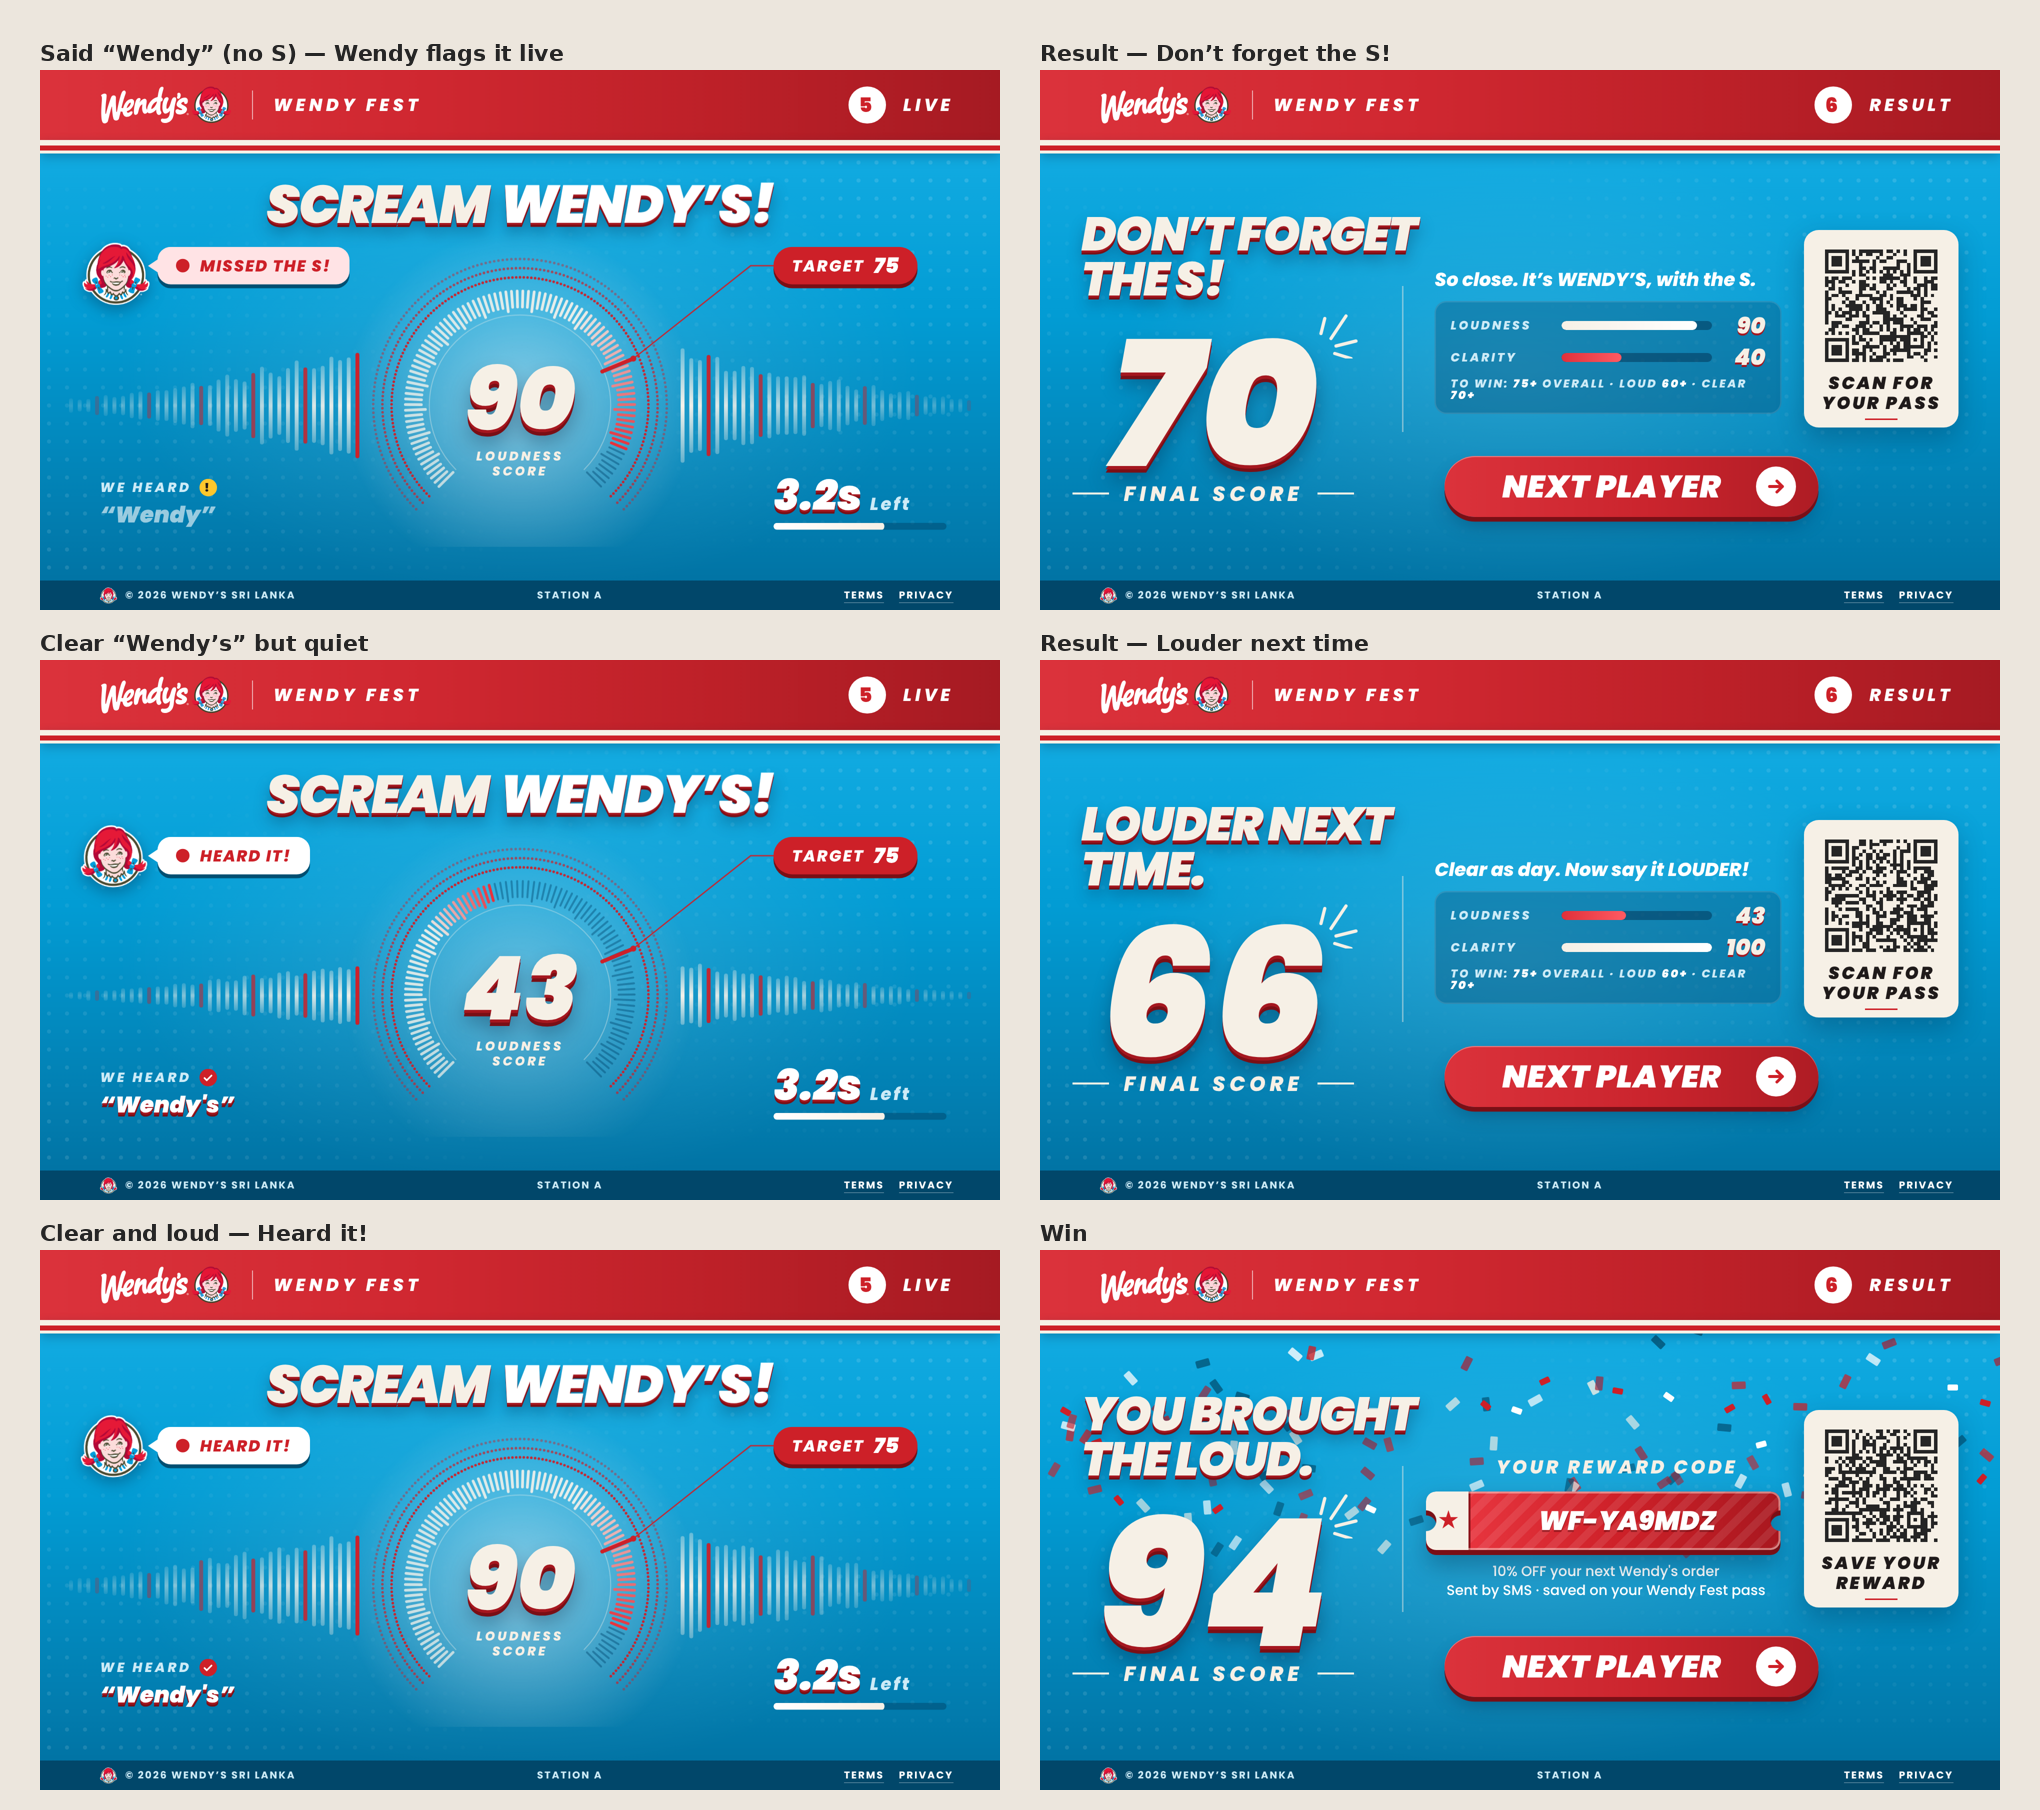 Said “Wendy” (no S) — Wendy flags it live
Wendy's
WENDY FEST
5 LIVE
SCREAM WENDY’S!
MISSED THE S!
TARGET 75
90
LOUDNESS
SCORE
WE HEARD !
“Wendy”
3.2s Left
© 2026 WENDY’S SRI LANKA
STATION A
TERMS PRIVACY
Result — Don’t forget the S!
Wendy's
WENDY FEST
6 RESULT
DON’T FORGET
THE S!
70
FINAL SCORE
So close. It’s WENDY’S, with the S.
LOUDNESS 90
CLARITY 40
TO WIN: 75+ OVERALL · LOUD 60+ · CLEAR
70+
SCAN FOR
YOUR PASS
NEXT PLAYER
© 2026 WENDY’S SRI LANKA
STATION A
TERMS PRIVACY
Clear “Wendy’s” but quiet
Wendy's
WENDY FEST
5 LIVE
SCREAM WENDY’S!
HEARD IT!
TARGET 75
43
LOUDNESS
SCORE
WE HEARD
“Wendy's”
3.2s Left
© 2026 WENDY’S SRI LANKA
STATION A
TERMS PRIVACY
Result — Louder next time
Wendy's
WENDY FEST
6 RESULT
LOUDER NEXT
TIME.
66
FINAL SCORE
Clear as day. Now say it LOUDER!
LOUDNESS 43
CLARITY 100
TO WIN: 75+ OVERALL · LOUD 60+ · CLEAR
70+
SCAN FOR
YOUR PASS
NEXT PLAYER
© 2026 WENDY’S SRI LANKA
STATION A
TERMS PRIVACY
Clear and loud — Heard it!
Wendy's
WENDY FEST
5 LIVE
SCREAM WENDY’S!
HEARD IT!
TARGET 75
90
LOUDNESS
SCORE
WE HEARD
“Wendy's”
3.2s Left
© 2026 WENDY’S SRI LANKA
STATION A
TERMS PRIVACY
Win
Wendy's
WENDY FEST
6 RESULT
YOU BROUGHT
THE LOUD.
94
FINAL SCORE
YOUR REWARD CODE
WF-YA9MDZ
10% OFF your next Wendy's order
Sent by SMS · saved on your Wendy Fest pass
SAVE YOUR
REWARD
NEXT PLAYER
© 2026 WENDY’S SRI LANKA
STATION A
TERMS PRIVACY